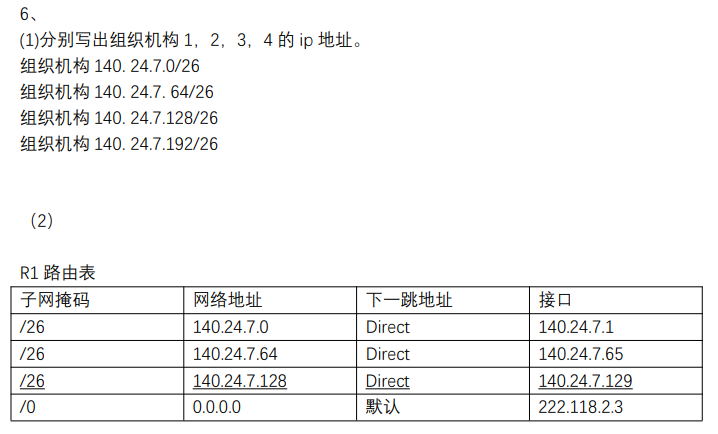 6、
(1)分别写出组织机构 1，2，3，4 的 ip 地址。
组织机构 140. 24.7.0/26
组织机构 140. 24.7. 64/26
组织机构 140. 24.7.128/26
组织机构 140. 24.7.192/26
（2）
R1 路由表
子网掩码 网络地址 下一跳地址 接口
/26 140.24.7.0 Direct 140.24.7.1
/26 140.24.7.64 Direct 140.24.7.65
/26 140.24.7.128 Direct 140.24.7.129
/0 0.0.0.0 默认 222.118.2.3